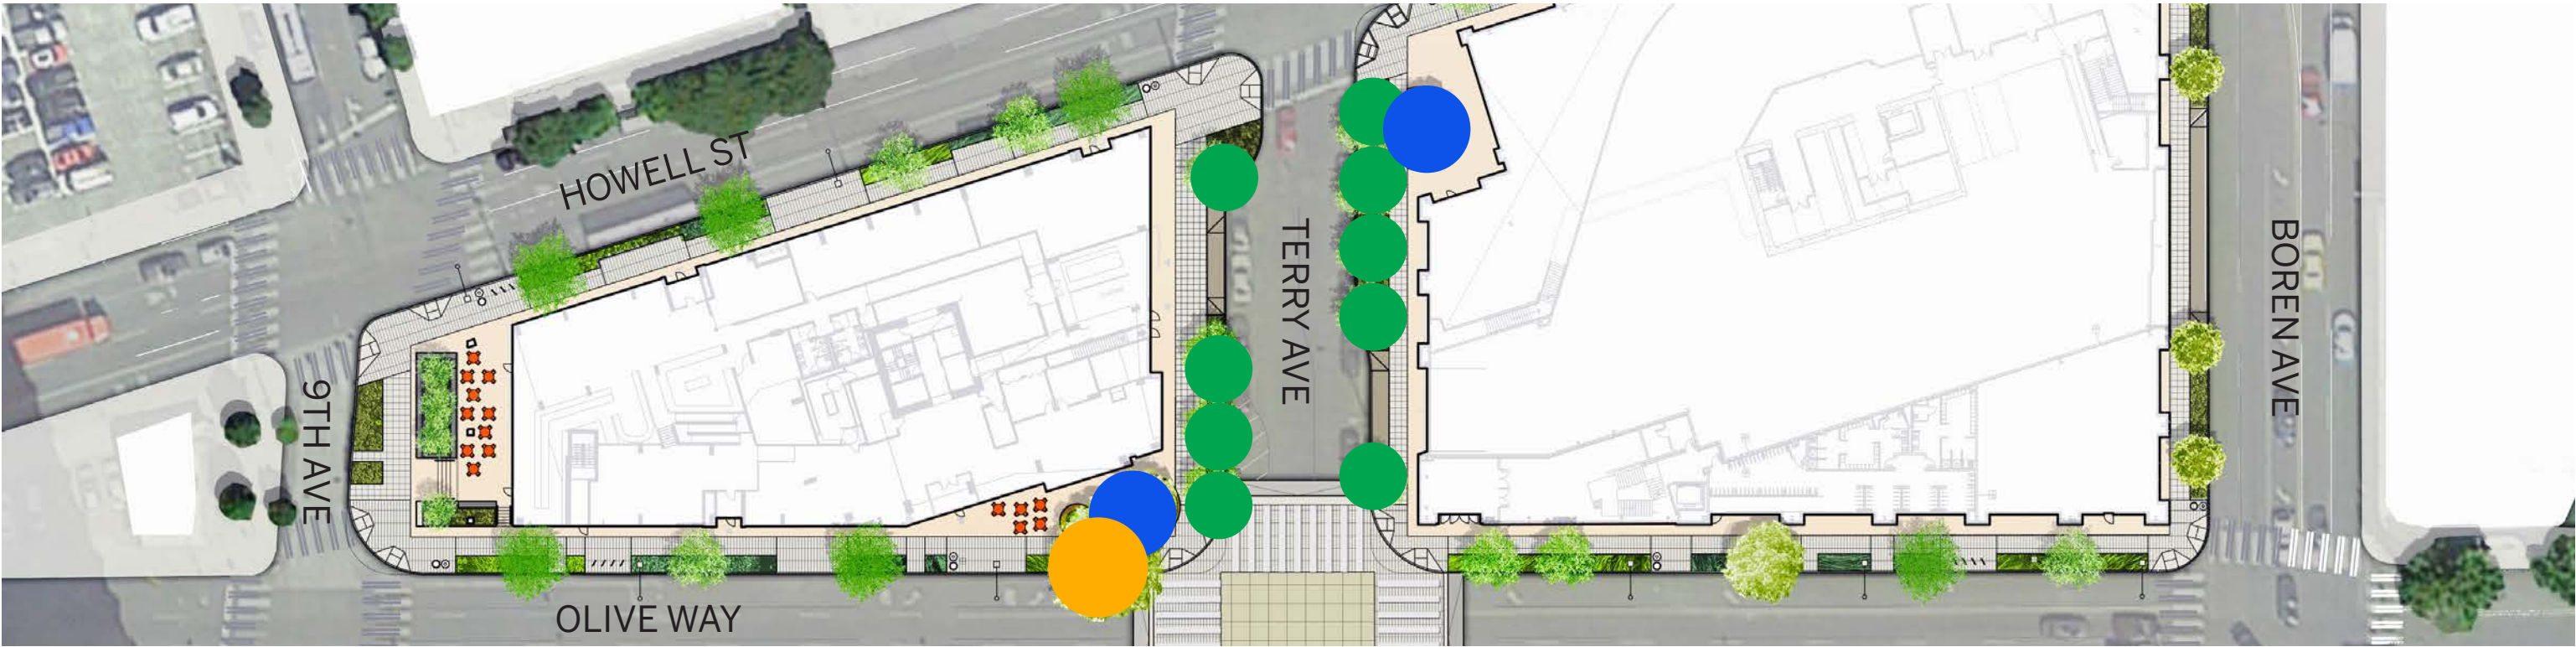 HOWELL ST
TERRY AVE
BOREN AVE
9TH AVE
OLIVE WAY